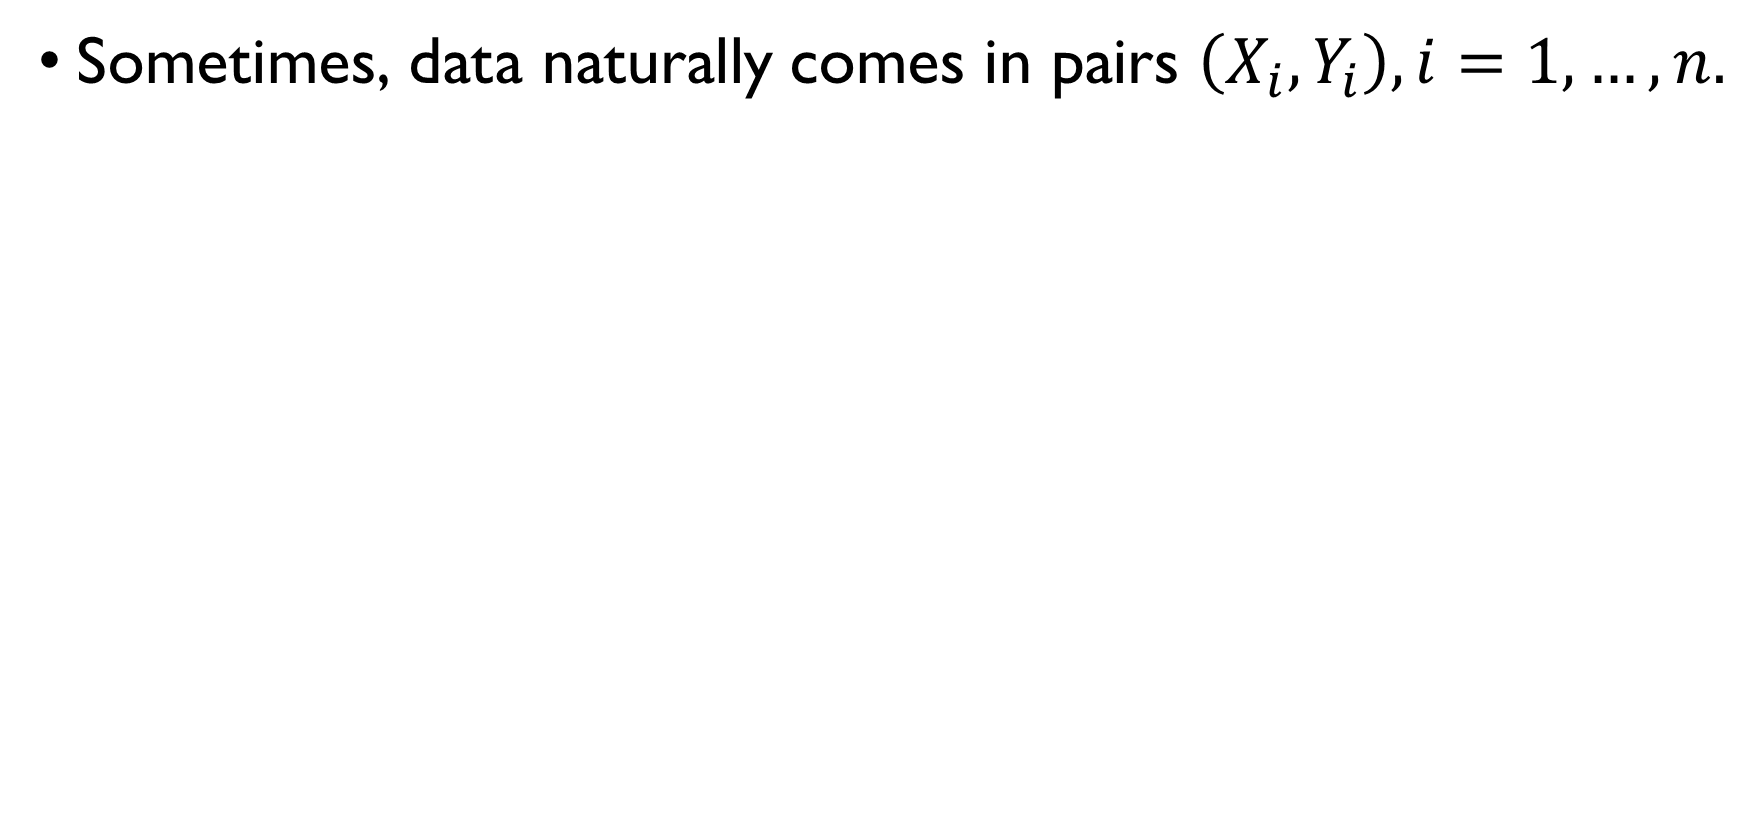 • Sometimes, data naturally comes in pairs (Xᵢ, Yᵢ), i = 1, … , n.